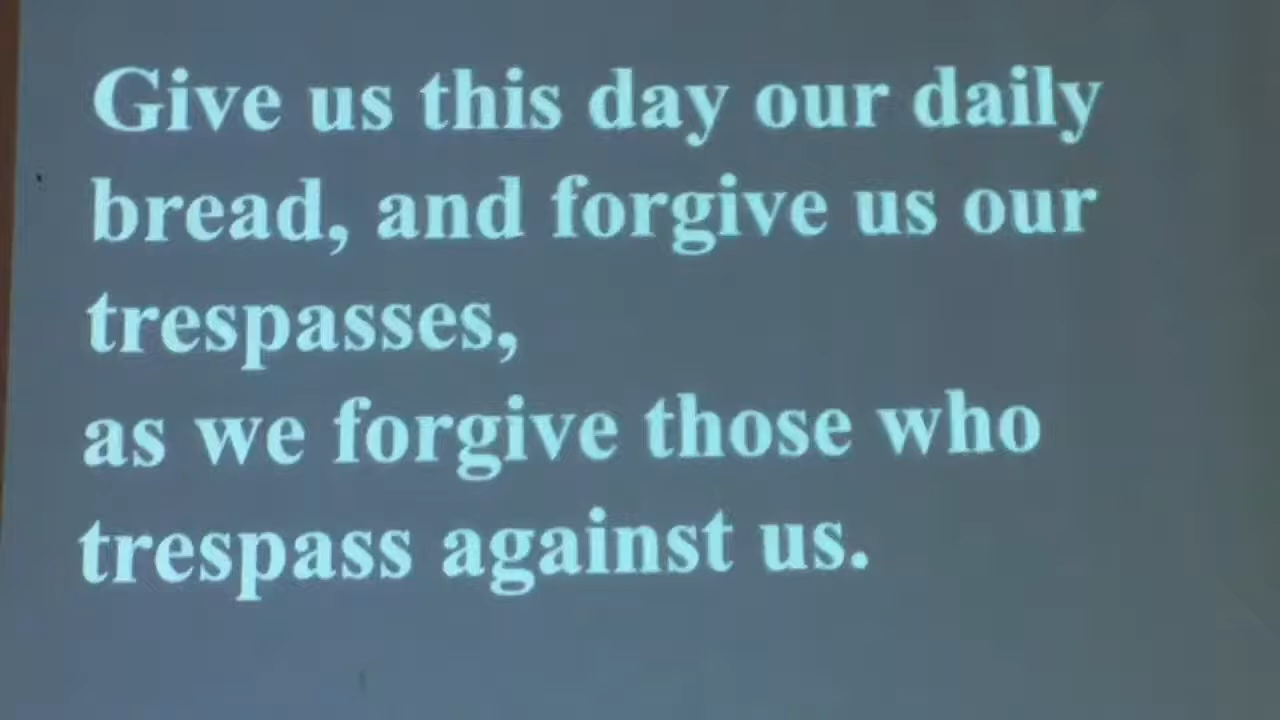 Give us this day our daily
bread, and forgive us our
trespasses,
as we forgive those who
trespass against us.